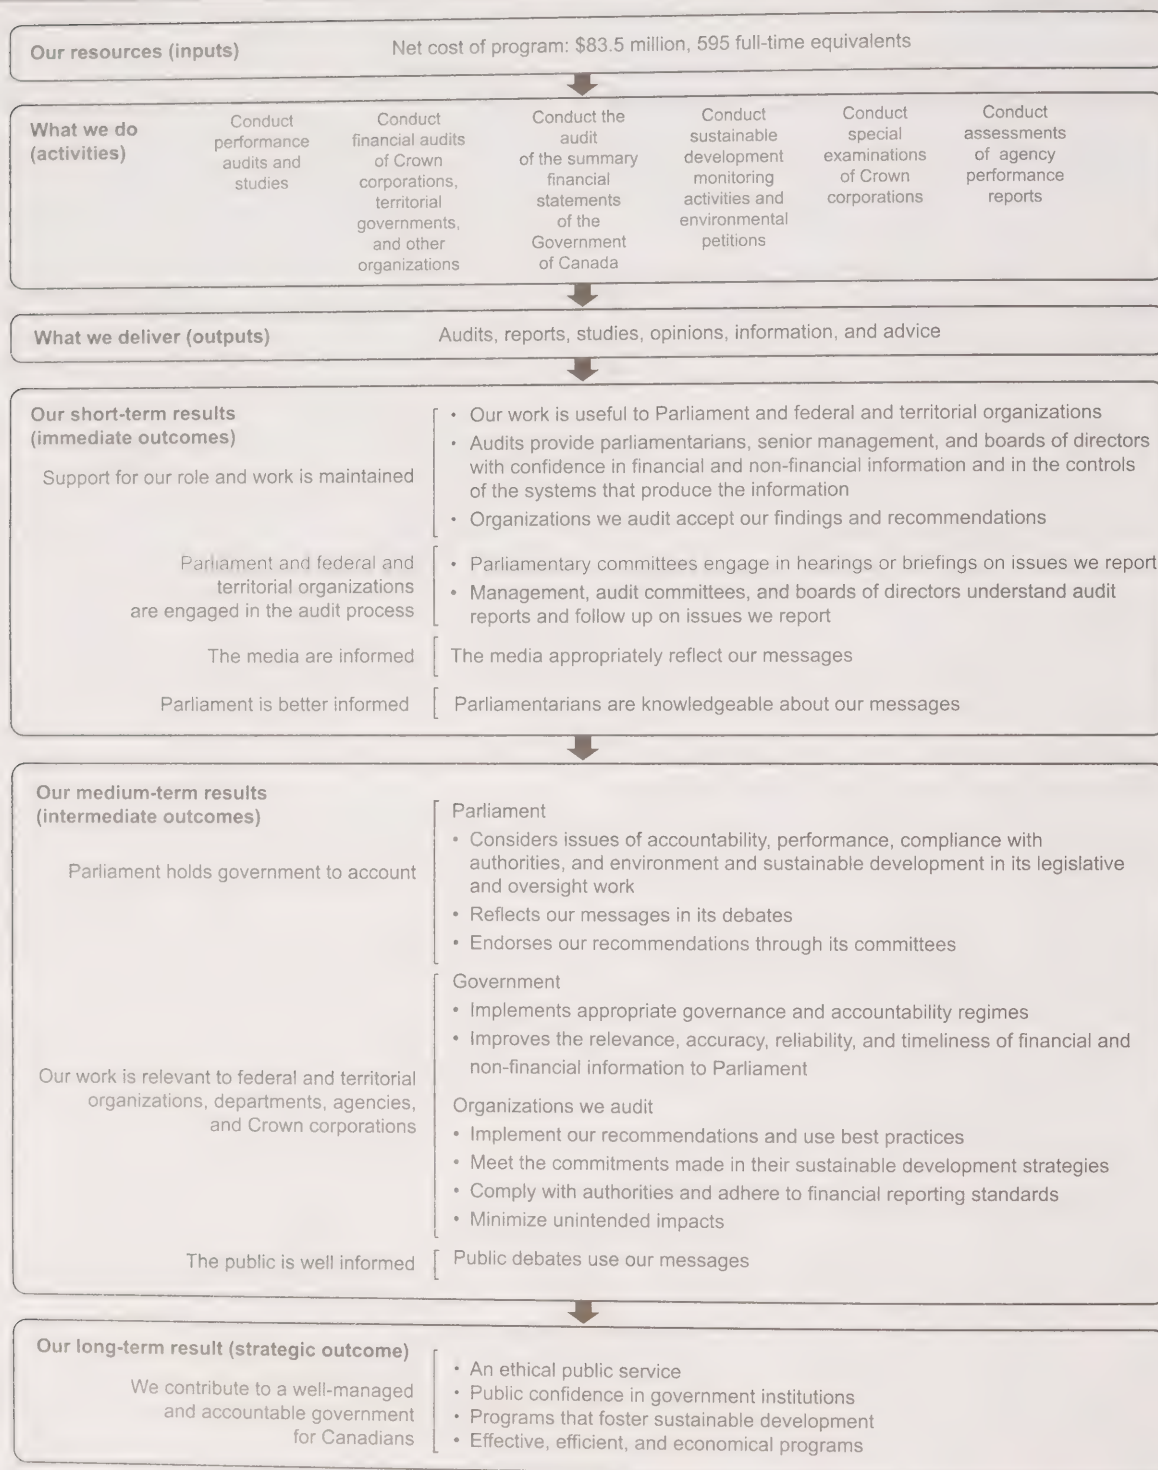 Our resources (inputs)
Net cost of program: $83.5 million, 595 full-time equivalents
What we do
(activities)
Conduct
performance
audits and
studies
Conduct
financial audits
of Crown
corporations,
territorial
governments,
and other
organizations
Conduct the
audit
of the summary
financial
statements
of the
Government
of Canada
Conduct
sustainable
development
monitoring
activities and
environmental
petitions
Conduct
special
examinations
of Crown
corporations
Conduct
assessments
of agency
performance
reports
What we deliver (outputs)
Audits, reports, studies, opinions, information, and advice
Our short-term results
(immediate outcomes)
Support for our role and work is maintained
• Our work is useful to Parliament and federal and territorial organizations
• Audits provide parliamentarians, senior management, and boards of directors
with confidence in financial and non-financial information and in the controls
of the systems that produce the information
• Organizations we audit accept our findings and recommendations
Parliament and federal and
territorial organizations
are engaged in the audit process
• Parliamentary committees engage in hearings or briefings on issues we report
• Management, audit committees, and boards of directors understand audit
reports and follow up on issues we report
The media are informed
The media appropriately reflect our messages
Parliament is better informed
Parliamentarians are knowledgeable about our messages
Our medium-term results
(intermediate outcomes)
Parliament holds government to account
Parliament
• Considers issues of accountability, performance, compliance with
authorities, and environment and sustainable development in its legislative
and oversight work
• Reflects our messages in its debates
• Endorses our recommendations through its committees
Our work is relevant to federal and territorial
organizations, departments, agencies,
and Crown corporations
Government
• Implements appropriate governance and accountability regimes
• Improves the relevance, accuracy, reliability, and timeliness of financial and
non-financial information to Parliament
Organizations we audit
• Implement our recommendations and use best practices
• Meet the commitments made in their sustainable development strategies
• Comply with authorities and adhere to financial reporting standards
• Minimize unintended impacts
The public is well informed
Public debates use our messages
Our long-term result (strategic outcome)
We contribute to a well-managed
and accountable government
for Canadians
• An ethical public service
• Public confidence in government institutions
• Programs that foster sustainable development
• Effective, efficient, and economical programs